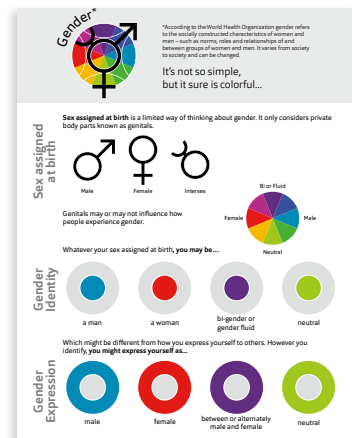 Gender*
*According to the World Health Organization gender refers
to the socially constructed characteristics of women and
men – such as norms, roles and relationships of and
between groups of women and men. It varies from society
to society and can be changed.
It's not so simple,
but it sure is colorful...
Sex assigned
at birth
Sex assigned at birth is a limited way of thinking about gender. It only considers private
body parts known as genitals.
Male
Female
Intersex
Bi or Fluid
Female
Male
Neutral
Genitals may or may not influence how
people experience gender.
Gender
Identity
Whatever your sex assigned at birth, you may be...
a man
a woman
bi-gender or
gender fluid
neutral
Gender
Expression
Which might be different from how you express yourself to others. However you
identify, you might express yourself as...
male
female
between or alternately
male and female
neutral